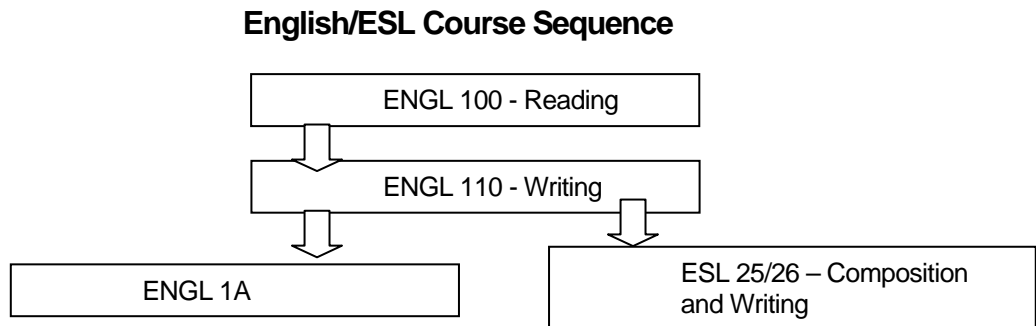 English/ESL Course Sequence
ENGL 100 - Reading
ENGL 110 - Writing
ENGL 1A
ESL 25/26 – Composition
and Writing